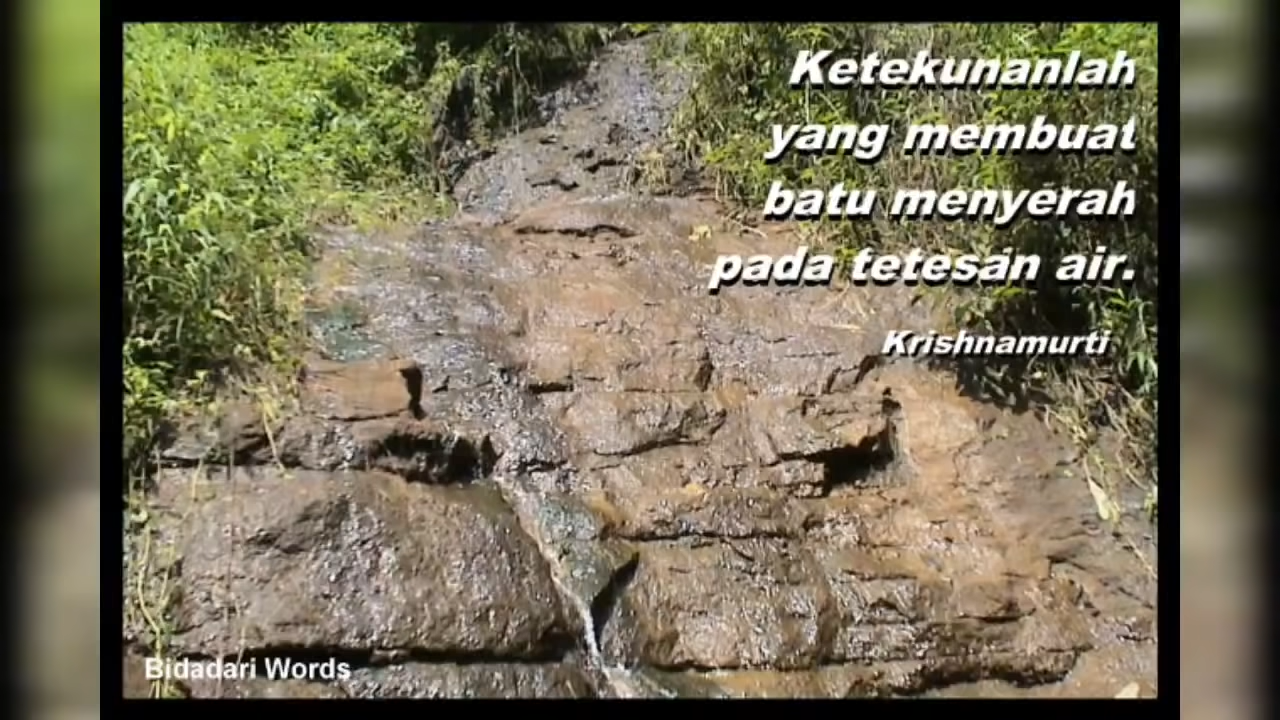 Ketekunanlah
yang membuat
batu menyerah
pada tetesan air.
Krishnamurti
Bidadari Words